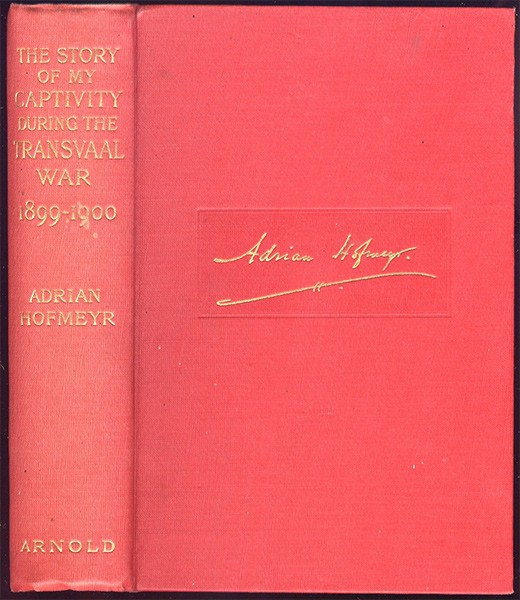 THE STORY
OF MY
CAPTIVITY
DURING THE
TRANSVAAL
WAR
1899-1900
ADRIAN
HOFMEYR
ARNOLD
Adrian Hofmeyr.